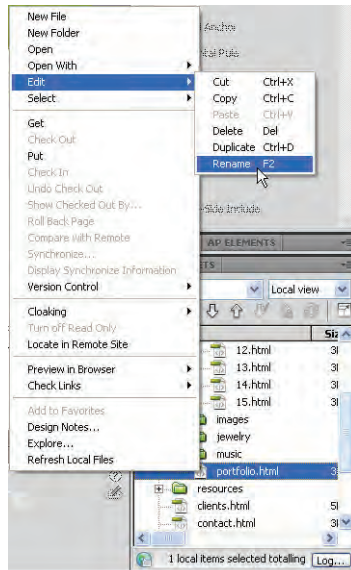 New File
New Folder
Open
Open With
Edit
Select
Get
Check Out
Put
Check In
Undo Check Out
Show Checked Out By...
Roll Back Page
Compare with Remote
Synchronize...
Display Synchronize Information
Version Control
Cloaking
Turn off Read Only
Locate in Remote Site
Preview in Browser
Check Links
Add to Favorites
Design Notes...
Explore...
Refresh Local Files
Cut Ctrl+X
Copy Ctrl+C
Paste Ctrl+V
Delete Del
Duplicate Ctrl+D
Rename F2
Anchor
Rule
Side Include
AP ELEMENTS
Local view
12.html
13.html
14.html
15.html
images
jewelry
music
portfolio.html
resources
clients.html
contact.html
1 local items selected totalling
Log...